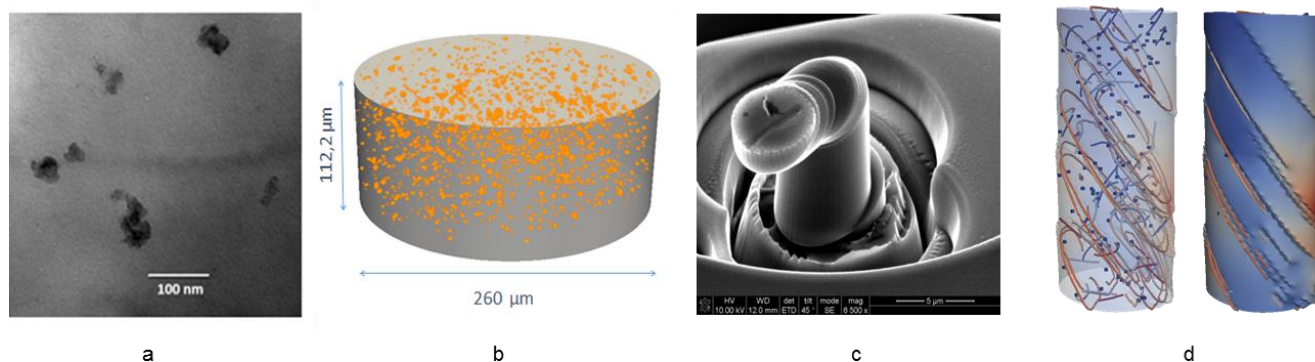 100 nm
112,2 µm
260 µm
HV WD det tilt mode mag
10.00 kV 12.0 mm ETD 45 ° SE 6 500 x
5 µm
a b c d